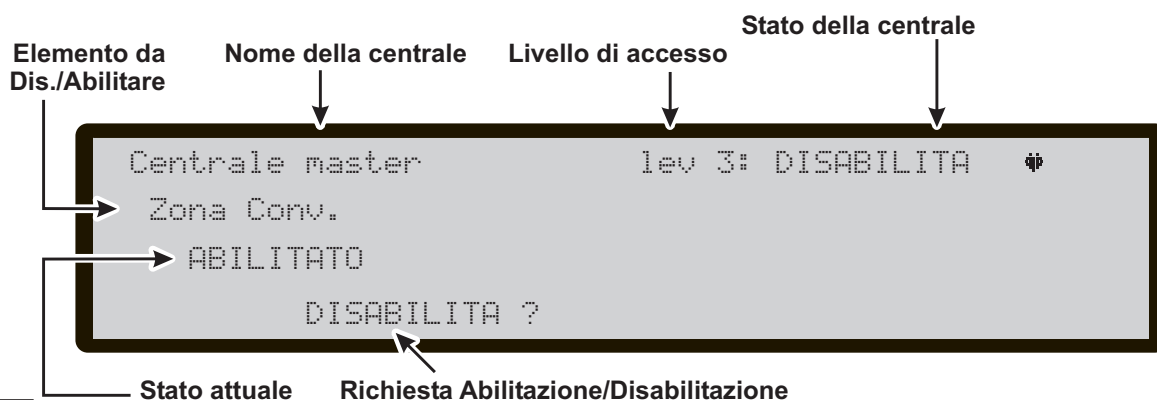 Stato della centrale
Elemento da
Dis./Abilitare
Nome della centrale
Livello di accesso
Centrale master lev 3: DISABILITA
Zona Conv.
ABILITATO
DISABILITA ?
Stato attuale
Richiesta Abilitazione/Disabilitazione